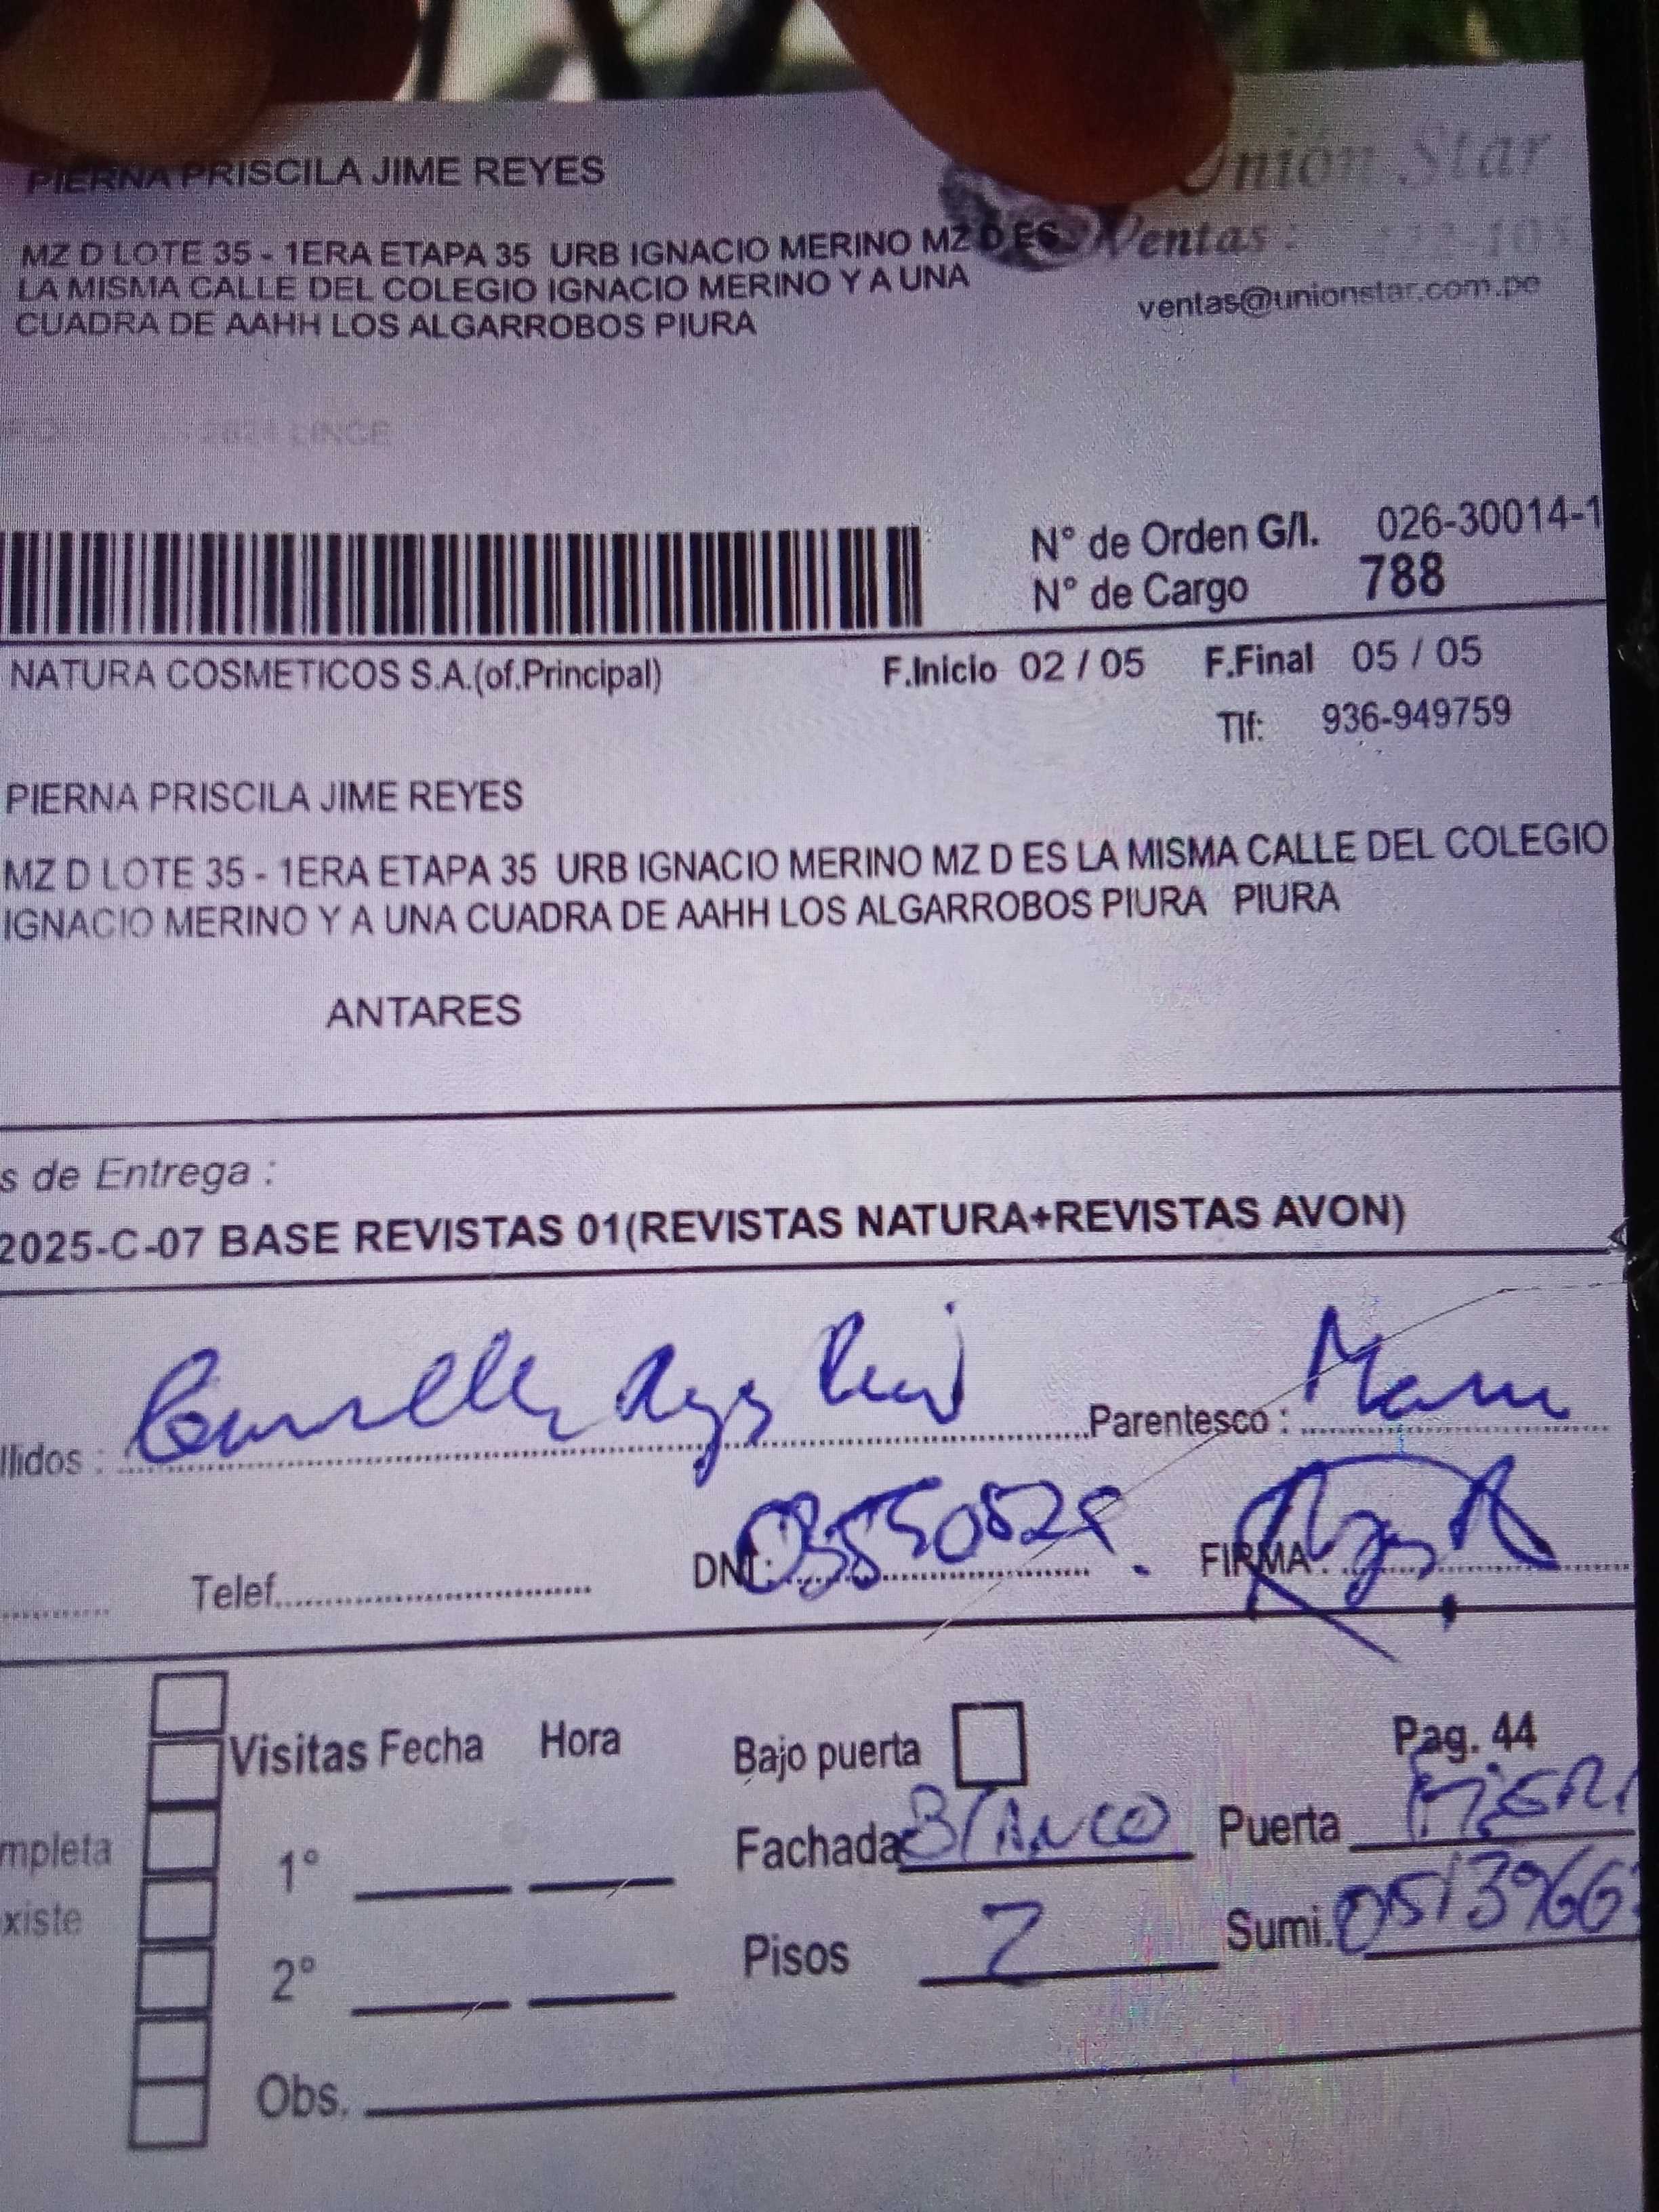 PIERNA PRISCILA JIME REYES
Unión Star
MZ D LOTE 35 - 1ERA ETAPA 35 URB IGNACIO MERINO MZ D ES
Ventas :
LA MISMA CALLE DEL COLEGIO IGNACIO MERINO Y A UNA
ventas@unionstar.com.pe
CUADRA DE AAHH LOS ALGARROBOS PIURA
LINCE
N° de Orden G/I. 026-30014-1
N° de Cargo 788
NATURA COSMETICOS S.A.(of.Principal) F.Inicio 02 / 05 F.Final 05 / 05
Tlf: 936-949759
PIERNA PRISCILA JIME REYES
MZ D LOTE 35 - 1ERA ETAPA 35 URB IGNACIO MERINO MZ D ES LA MISMA CALLE DEL COLEGIO
IGNACIO MERINO Y A UNA CUADRA DE AAHH LOS ALGARROBOS PIURA PIURA
ANTARES
s de Entrega :
2025-C-07 BASE REVISTAS 01(REVISTAS NATURA+REVISTAS AVON)
llidos : Parentesco :
Telef. DNI: FIRMA:
Visitas Fecha Hora Bajo puerta Pag. 44
mpleta 1° Fachada BlANCO Puerta
xiste 2° Pisos 2 Sumi.
Obs.